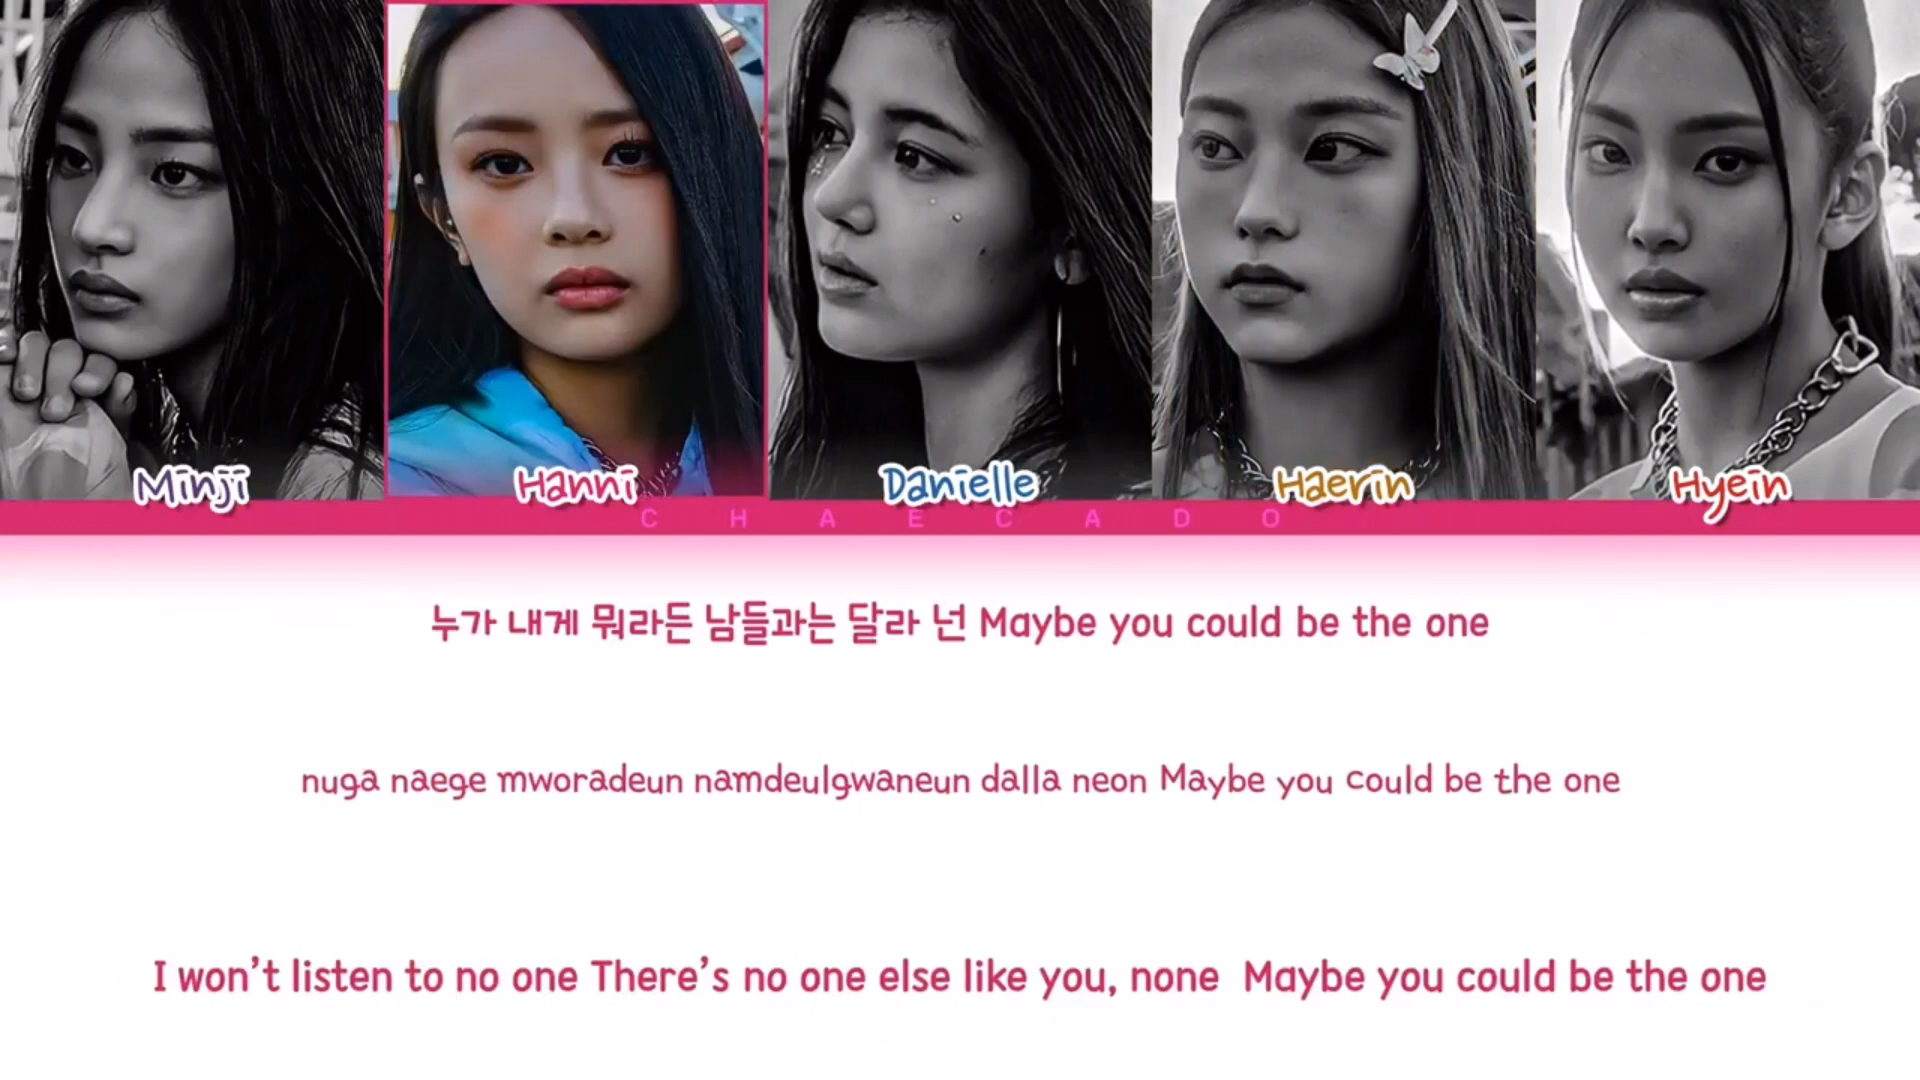 Minji Hanni Danielle Haerin Hyein
CHAECADO
누가 내게 뭐라든 남들과는 달라 넌 Maybe you could be the one
nuga naege mworadeun namdeulgwaneun dalla neon Maybe you could be the one
I won't listen to no one There's no one else like you, none Maybe you could be the one